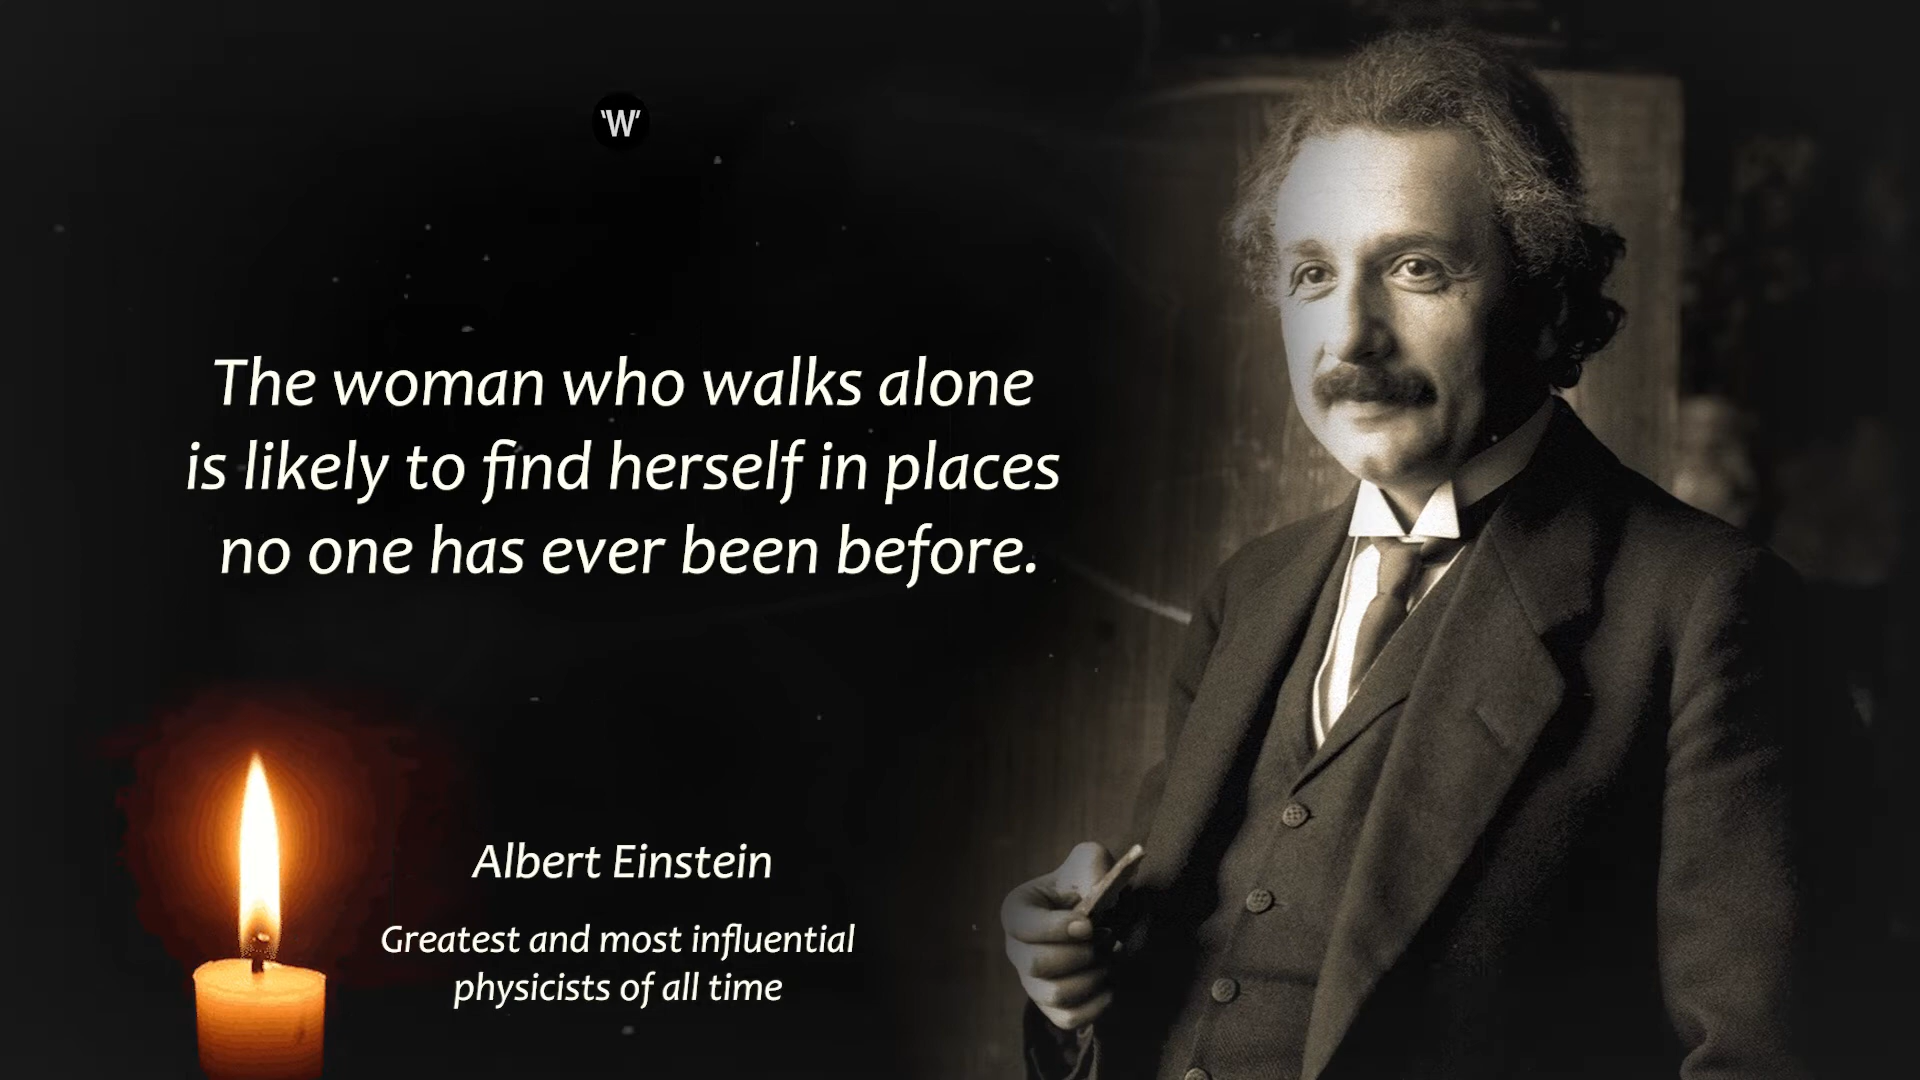 'W'
The woman who walks alone
is likely to find herself in places
no one has ever been before.
Albert Einstein
Greatest and most influential
physicists of all time